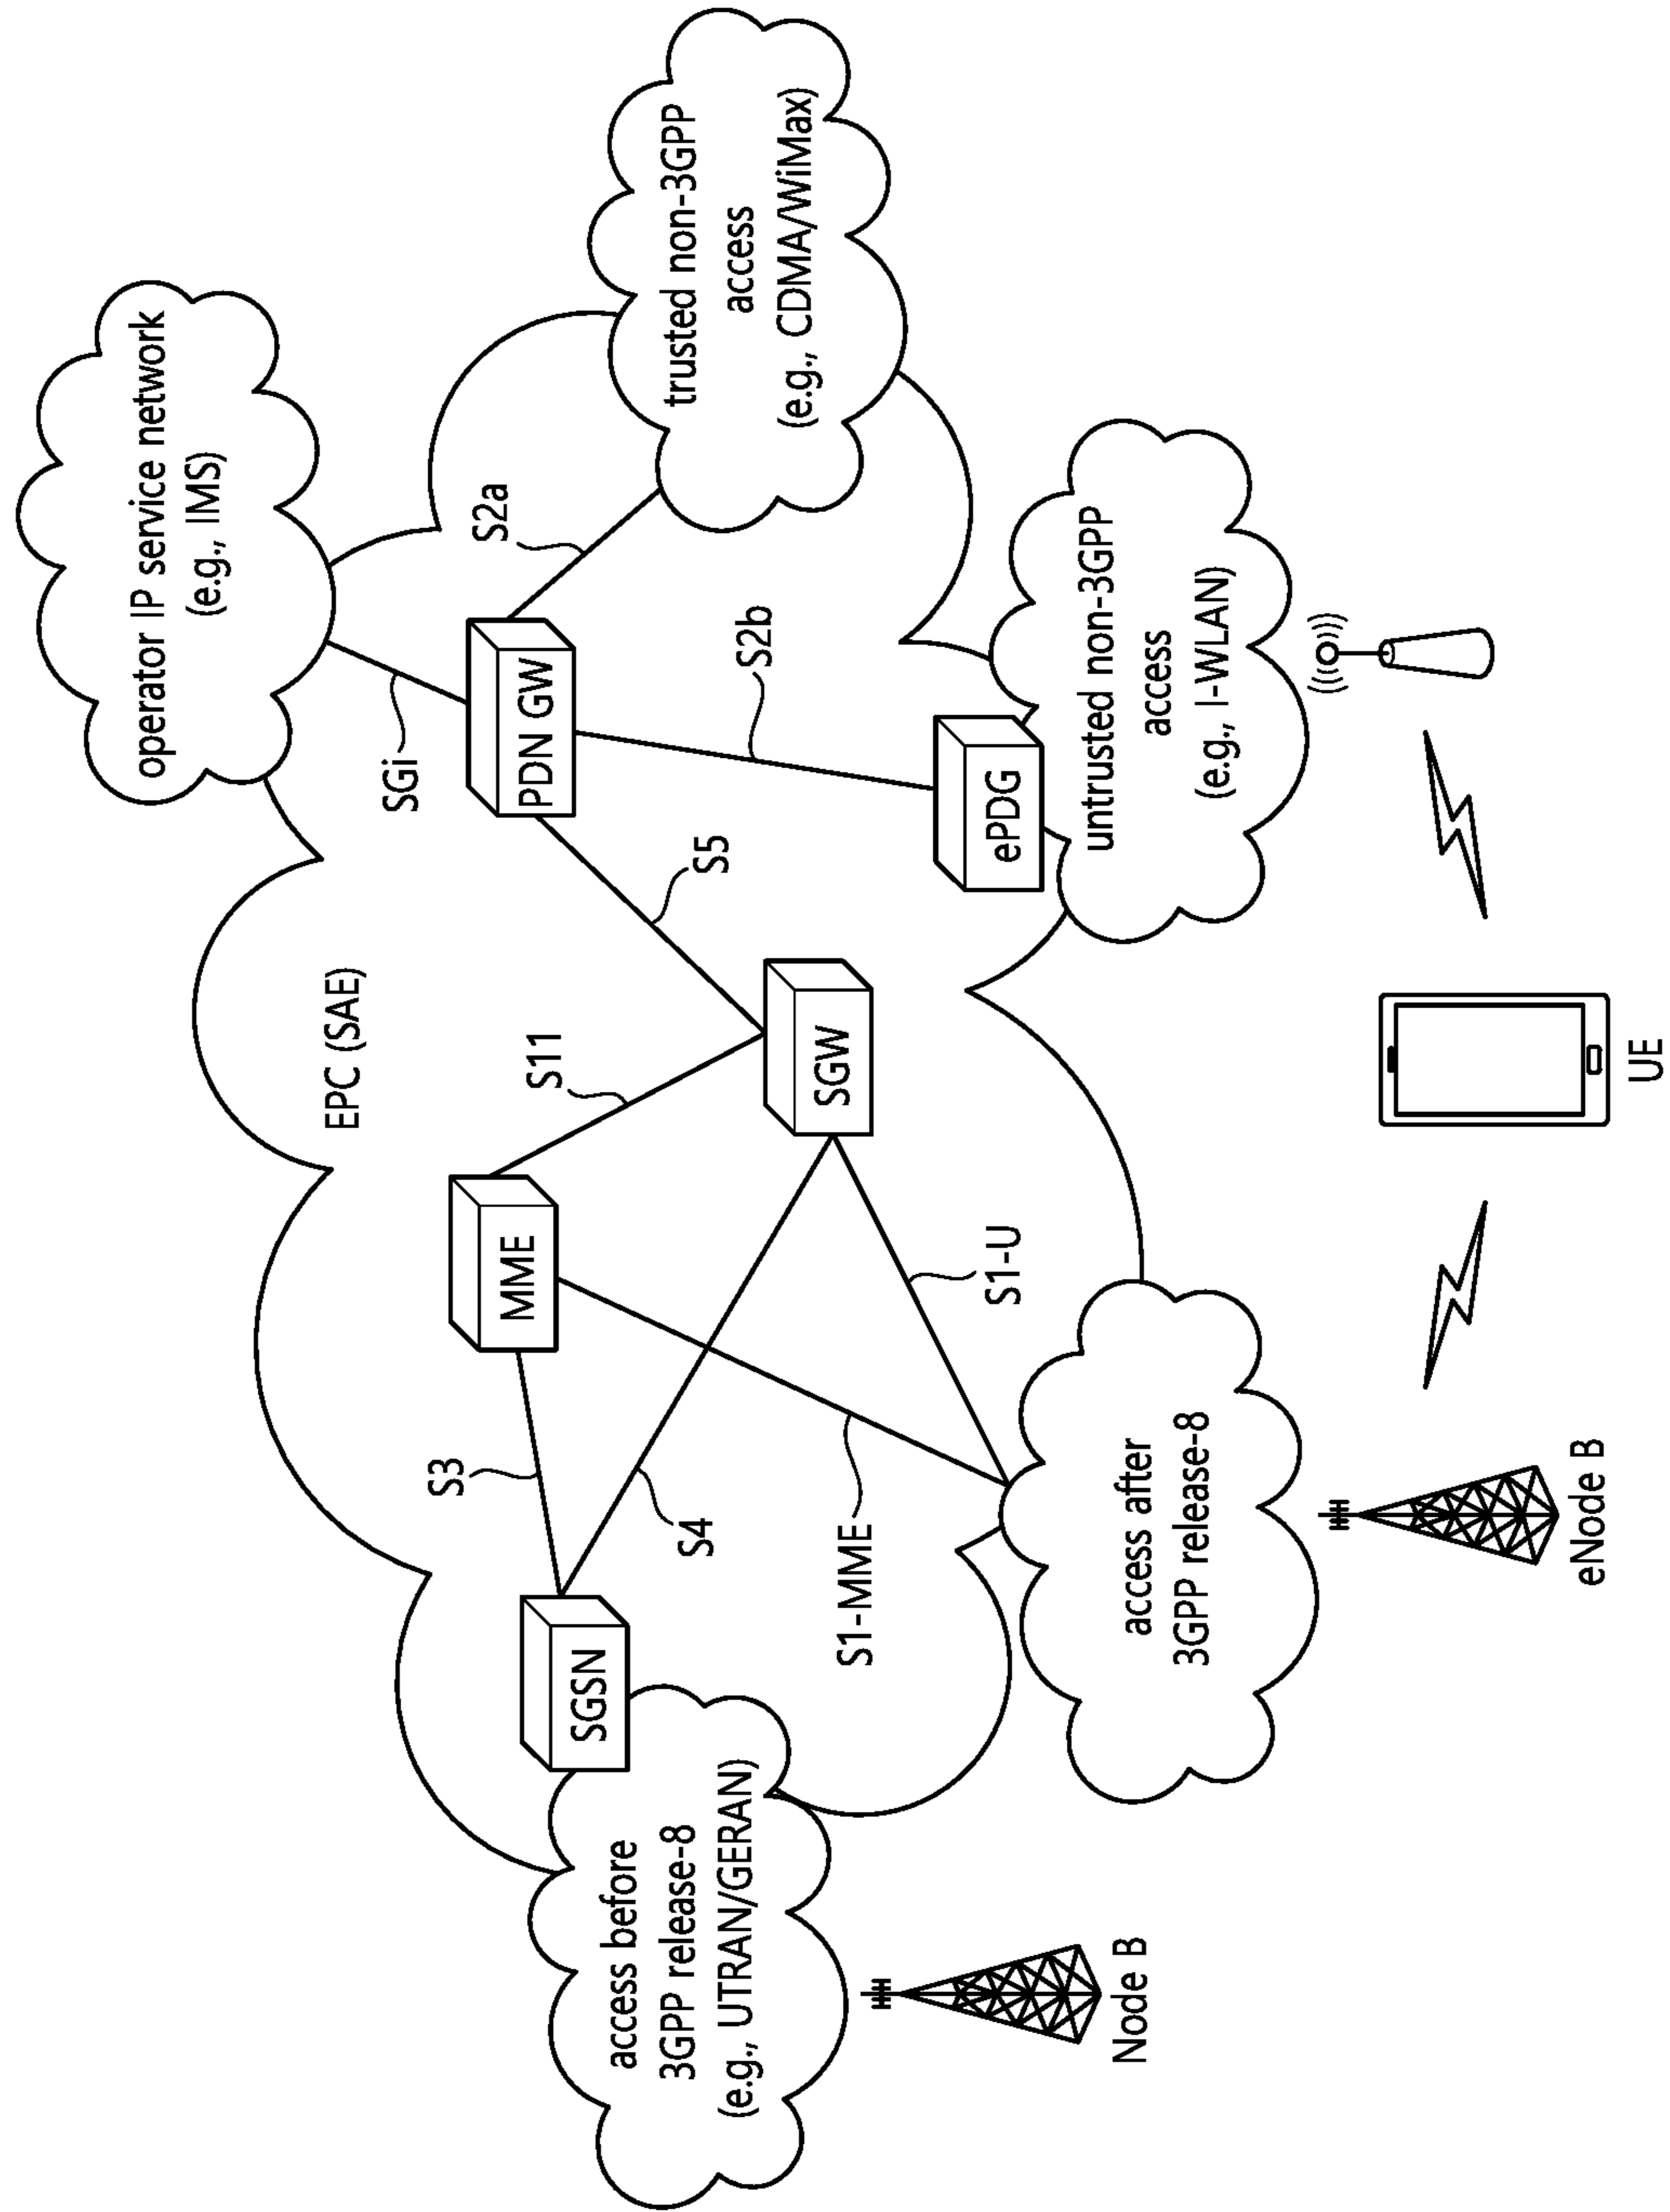 operator IP service network
(e.g., IMS)
EPC (SAE)
SGi
S2a
S11
S5
S3
MME
PDN GW
S2b
trusted non-3GPP
access
(e.g., CDMA/WiMax)
SGSN
S4
SGW
access before
3GPP release-8
(e.g., UTRAN/GERAN)
S1-MME
S1-U
ePDG
untrusted non-3GPP
access
(e.g., I-WLAN)
access after
3GPP release-8
Node B
eNode B
UE